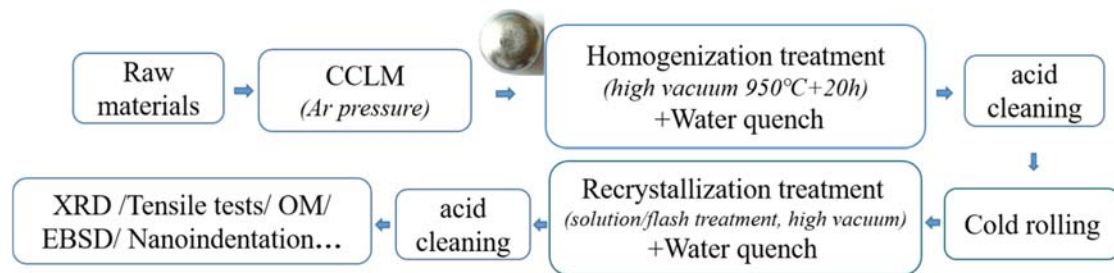 Raw
materials
CCLM
(Ar pressure)
Homogenization treatment
(high vacuum 950℃+20h)
+Water quench
acid
cleaning
Cold rolling
Recrystallization treatment
(solution/flash treatment, high vacuum)
+Water quench
acid
cleaning
XRD /Tensile tests/ OM/
EBSD/ Nanoindentation…